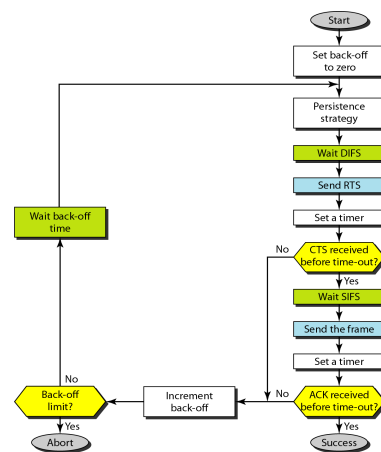 Start
Set back-off
to zero
Persistence
strategy
Wait DIFS
Send RTS
Wait back-off
time
Set a timer
No
CTS received
before time-out?
Yes
Wait SIFS
Send the frame
Set a timer
No
Back-off
limit?
Increment
back-off
No
ACK received
before time-out?
Yes
Yes
Abort
Success